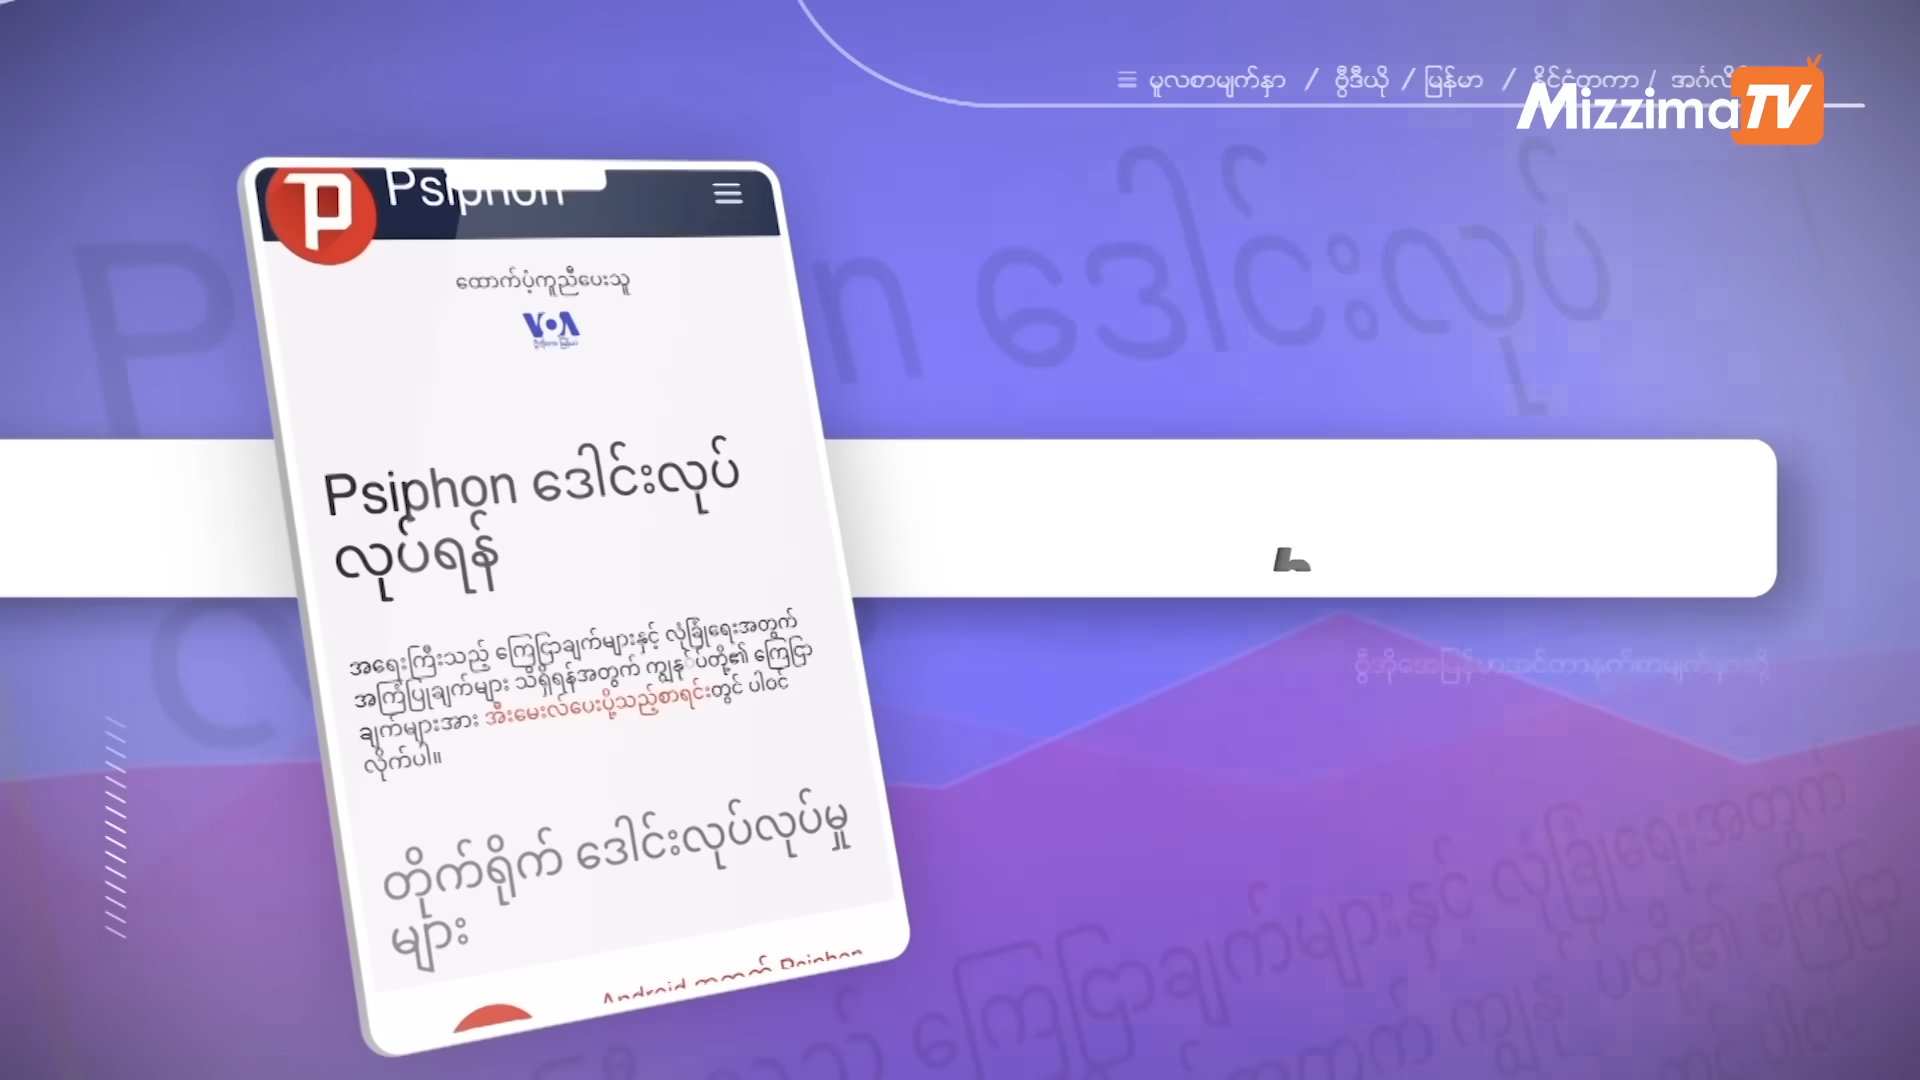 မူလစာမျက်နှာ / ဗွီဒီယို / မြန်မာ / နိုင်ငံတကာ /
Mizzima TV
Psiphon
ထောက်ပံ့ကူညီပေးသူ
VOA
Psiphon ဒေါင်းလုပ်
လုပ်ရန်
အရေးကြီးသည့် ကြေငြာချက်များနှင့် လုံခြုံရေးအတွက်
အကြံပြုချက်များ သိရှိရန်အတွက် ကျွန်ုပ်တို့၏ ကြေငြာ
ချက်များအား အီးမေးလ်ပေးပို့သည့်စာရင်းတွင် ပါဝင်
လိုက်ပါ။
တိုက်ရိုက် ဒေါင်းလုပ်လုပ်မှု
များ